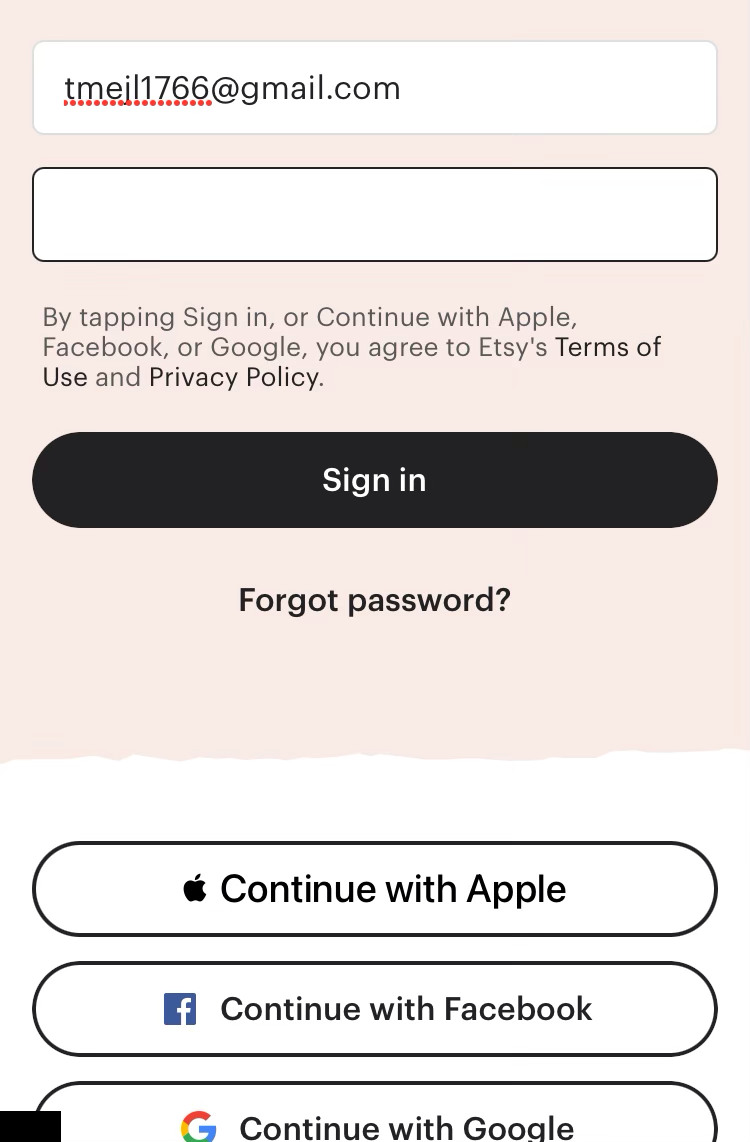 tmejl1766@gmail.com
By tapping Sign in, or Continue with Apple,
Facebook, or Google, you agree to Etsy's Terms of
Use and Privacy Policy.
Sign in
Forgot password?
Continue with Apple
Continue with Facebook
Continue with Google